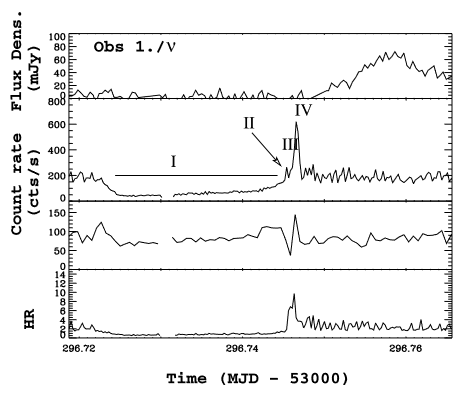 Flux Dens.
(mJy)
100
80
60
40
20
0
Obs 1./ν
Count rate
(cts/s)
800
600
400
200
0
I
II
III
IV
150
100
50
0
HR
14
12
10
8
6
4
2
0
296.72
296.74
296.76
Time (MJD - 53000)